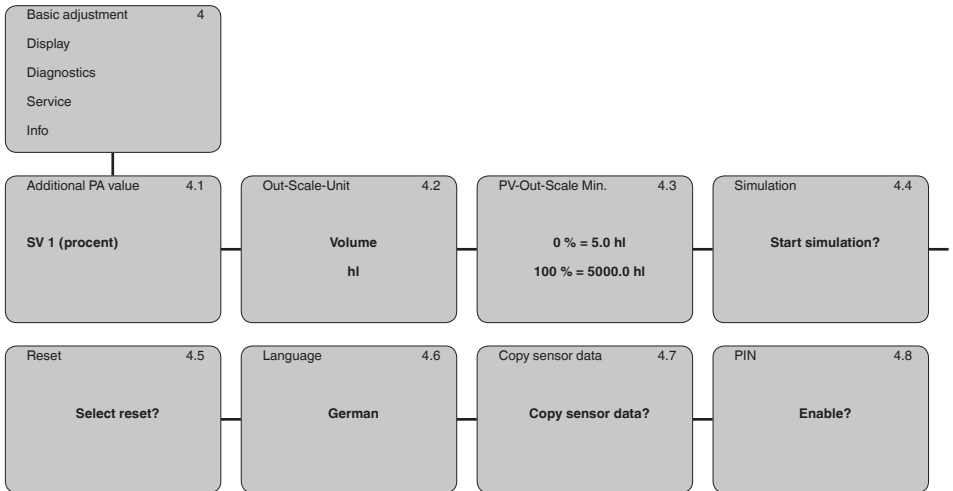 Basic adjustment 4
Display
Diagnostics
Service
Info
Additional PA value 4.1
SV 1 (procent)
Out-Scale-Unit 4.2
Volume
hl
PV-Out-Scale Min. 4.3
0 % = 5.0 hl
100 % = 5000.0 hl
Simulation 4.4
Start simulation?
Reset 4.5
Select reset?
Language 4.6
German
Copy sensor data 4.7
Copy sensor data?
PIN 4.8
Enable?